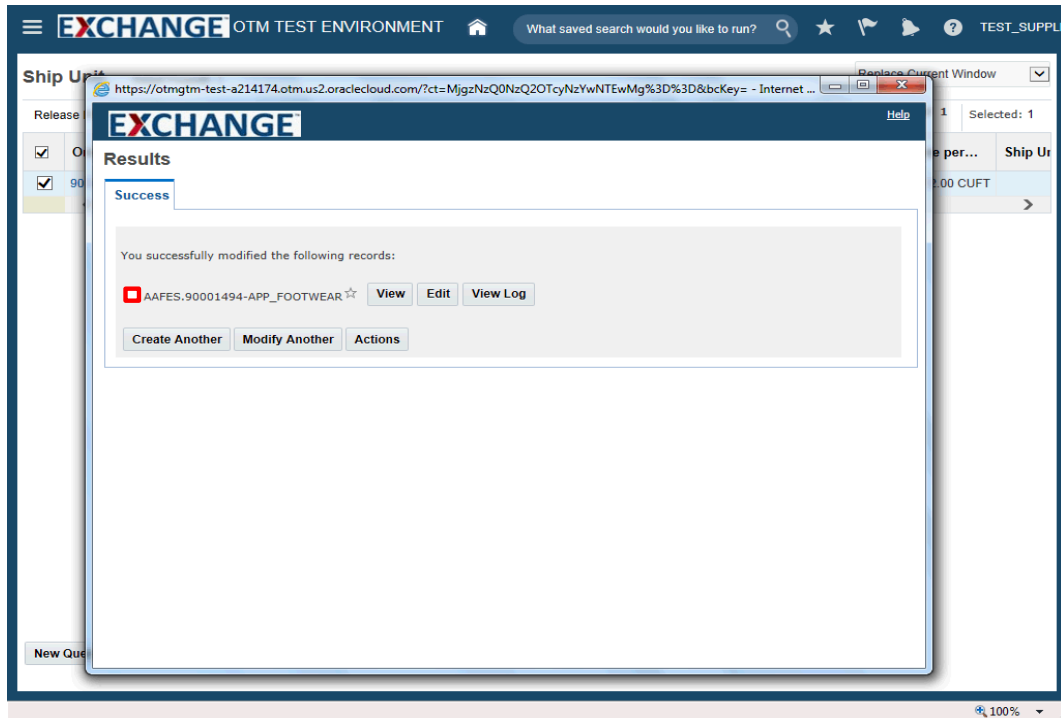 EXCHANGE OTM TEST ENVIRONMENT What saved search would you like to run? ? TEST_SUPPL
Ship Unit Replace Current Window
https://otmgtm-test-a214174.otm.us2.oraclecloud.com/?ct=MjgzNzQ0NzQ2OTcyNzYwNTEwMg%3D%3D&bcKey= - Internet ...
Release 1 Selected: 1
EXCHANGE Help
Results
e per... Ship Un
Success
90 2.00 CUFT
You successfully modified the following records:
AAFES.90001494-APP_FOOTWEAR View Edit View Log
Create Another Modify Another Actions
New Que
100%